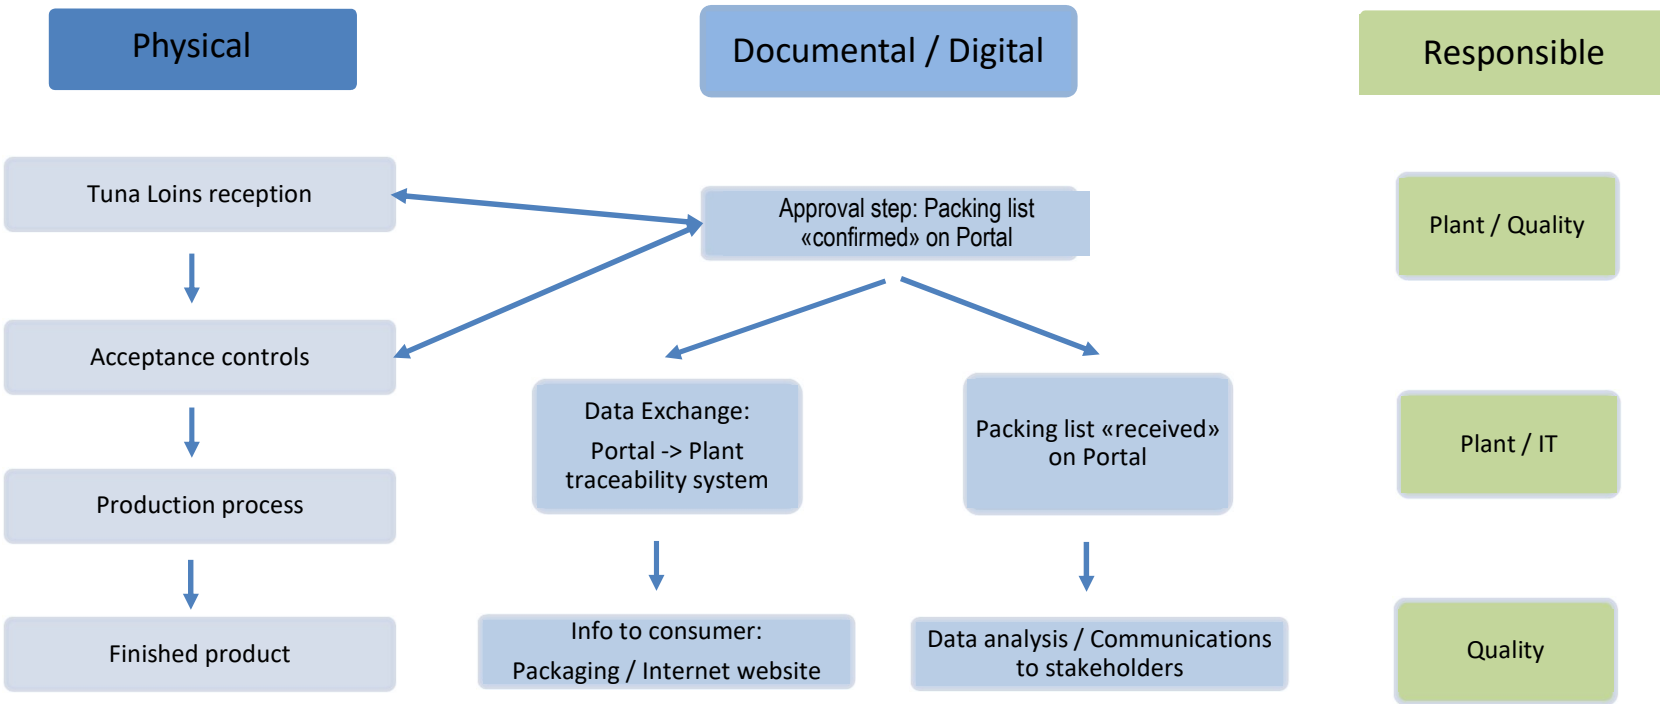 Physical
Documental / Digital
Responsible
Tuna Loins reception
Approval step: Packing list
«confirmed» on Portal
Plant / Quality
Acceptance controls
Data Exchange:
Portal -> Plant
traceability system
Packing list «received»
on Portal
Plant / IT
Production process
Finished product
Info to consumer:
Packaging / Internet website
Data analysis / Communications
to stakeholders
Quality